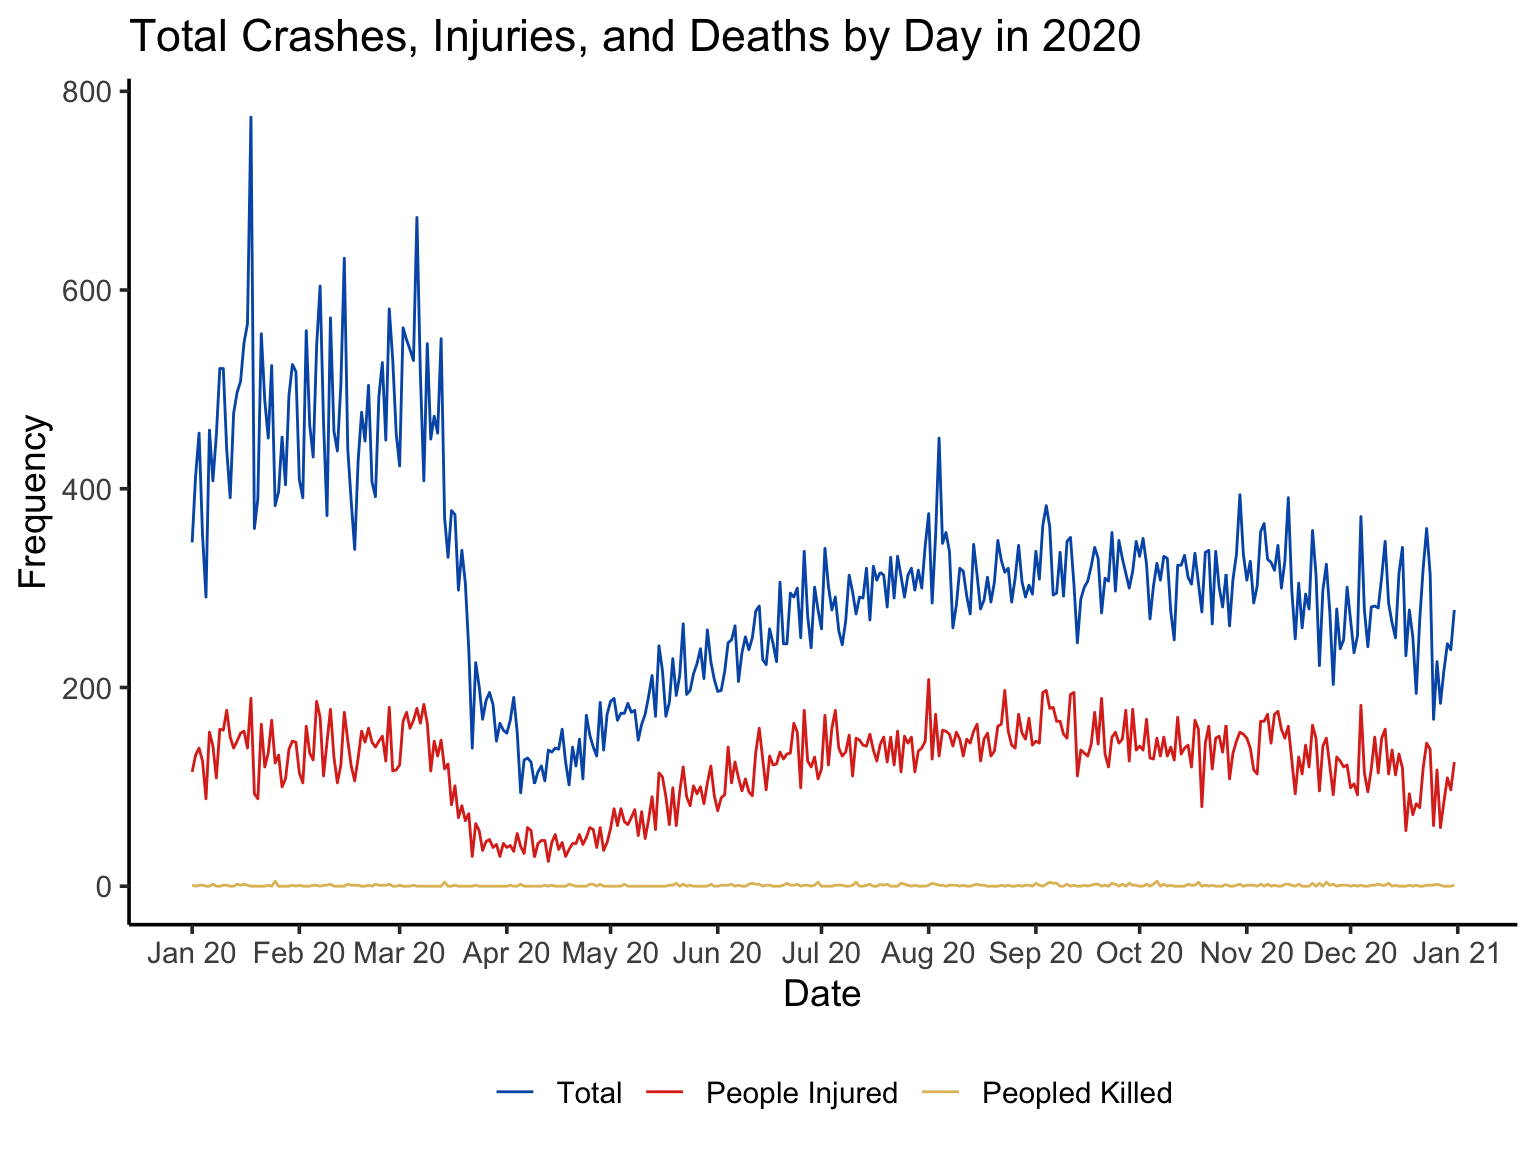 Total Crashes, Injuries, and Deaths by Day in 2020
800
600
400
200
0
Frequency
Jan 20 Feb 20 Mar 20 Apr 20 May 20 Jun 20 Jul 20 Aug 20 Sep 20 Oct 20 Nov 20 Dec 20 Jan 21
Date
Total People Injured Peopled Killed